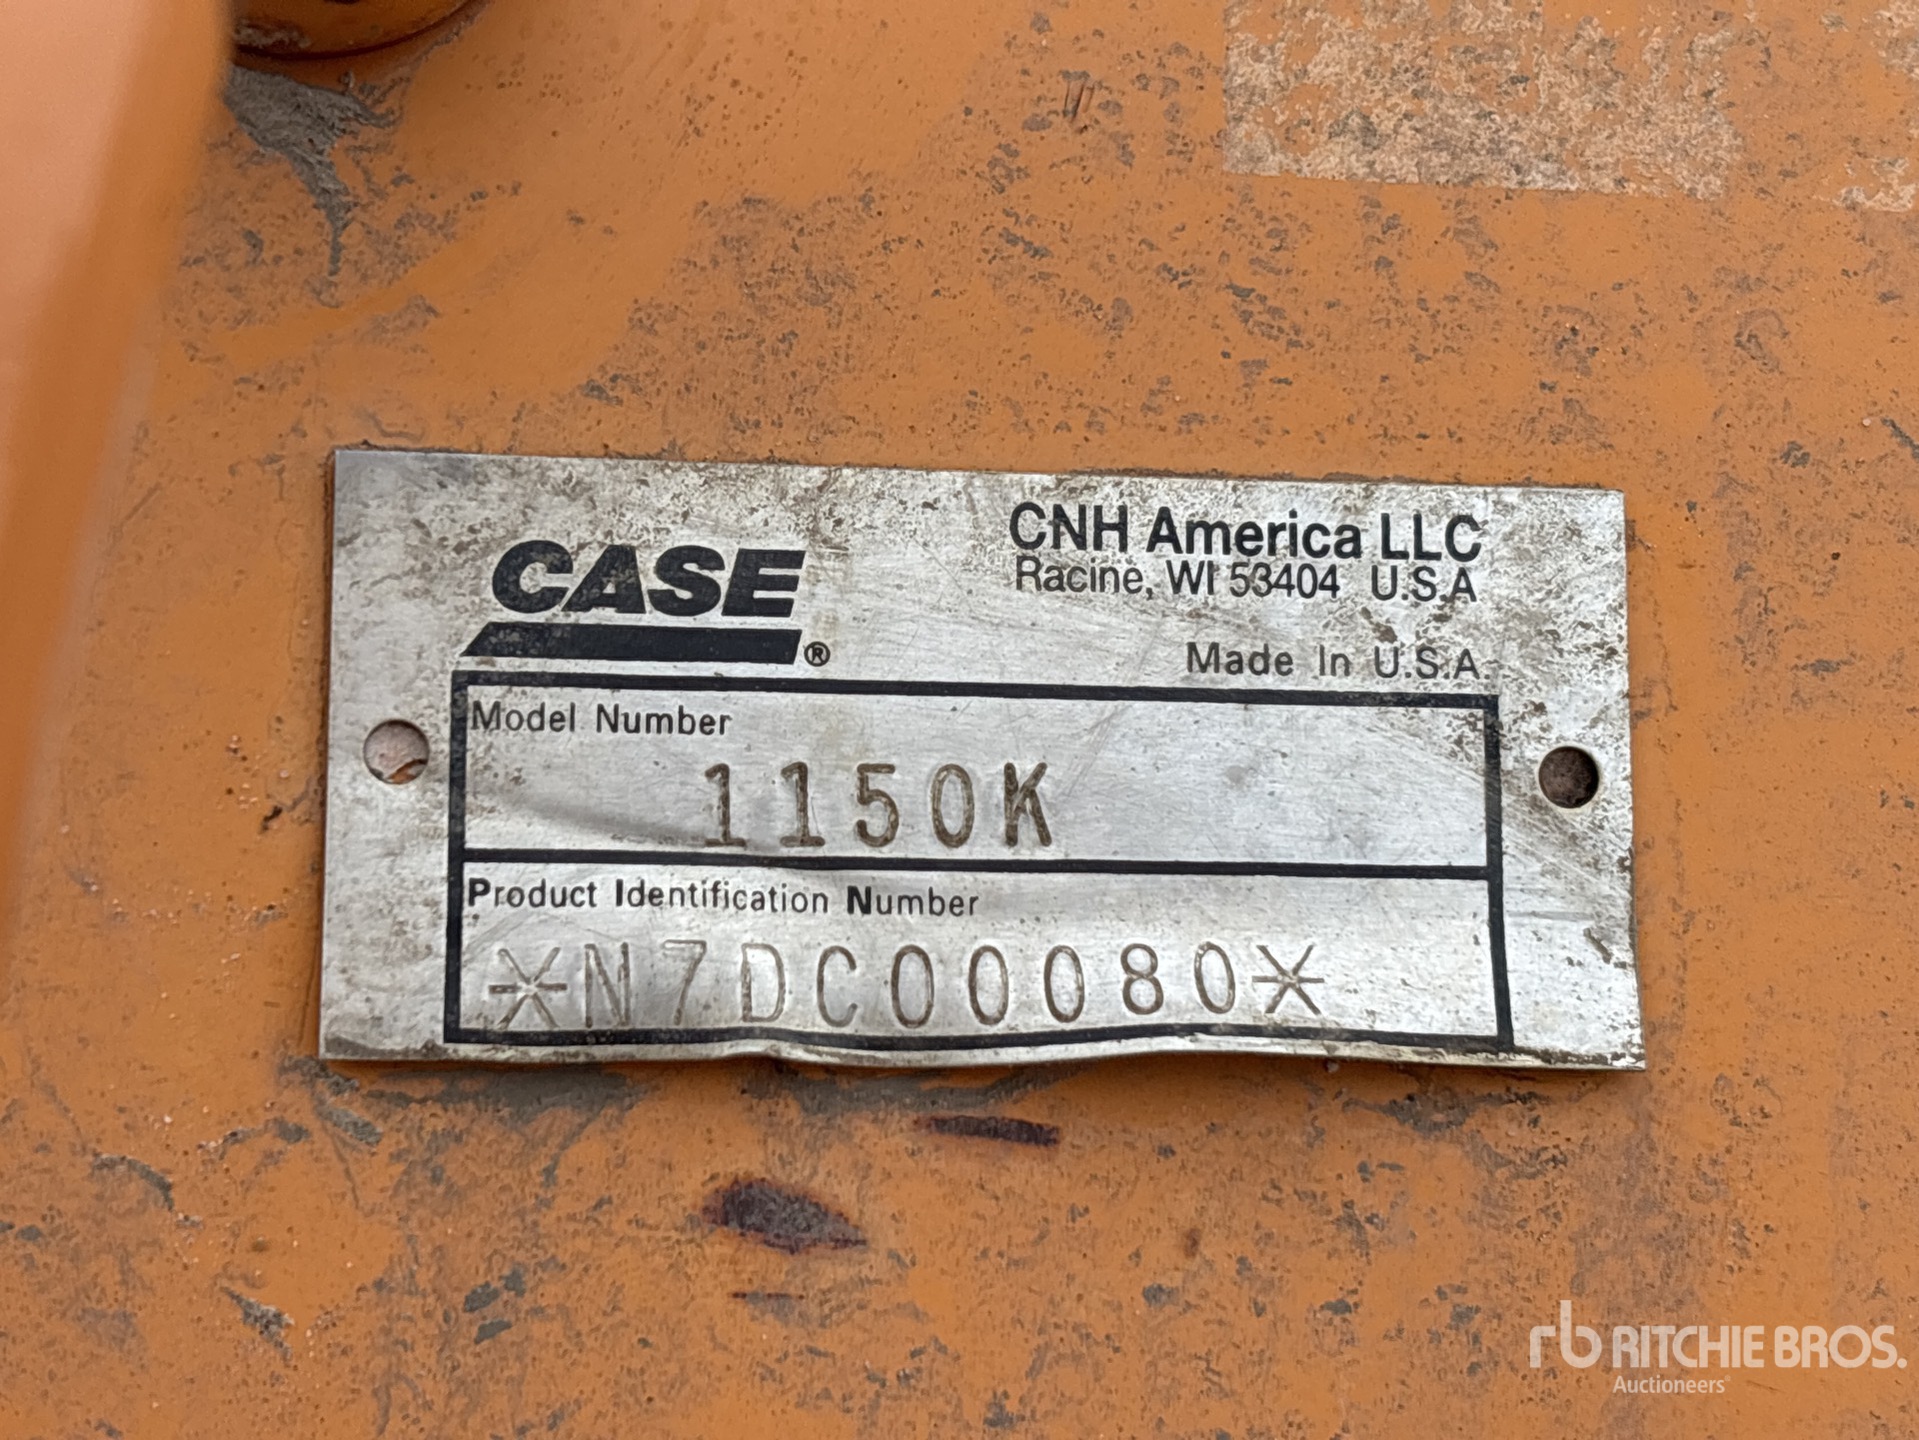 CASE®
CNH America LLC
Racine, WI 53404 U.S.A
Made In U.S.A.
Model Number
1150K
Product Identification Number
*N7DC00080*
rb RITCHIE BROS.
Auctioneers